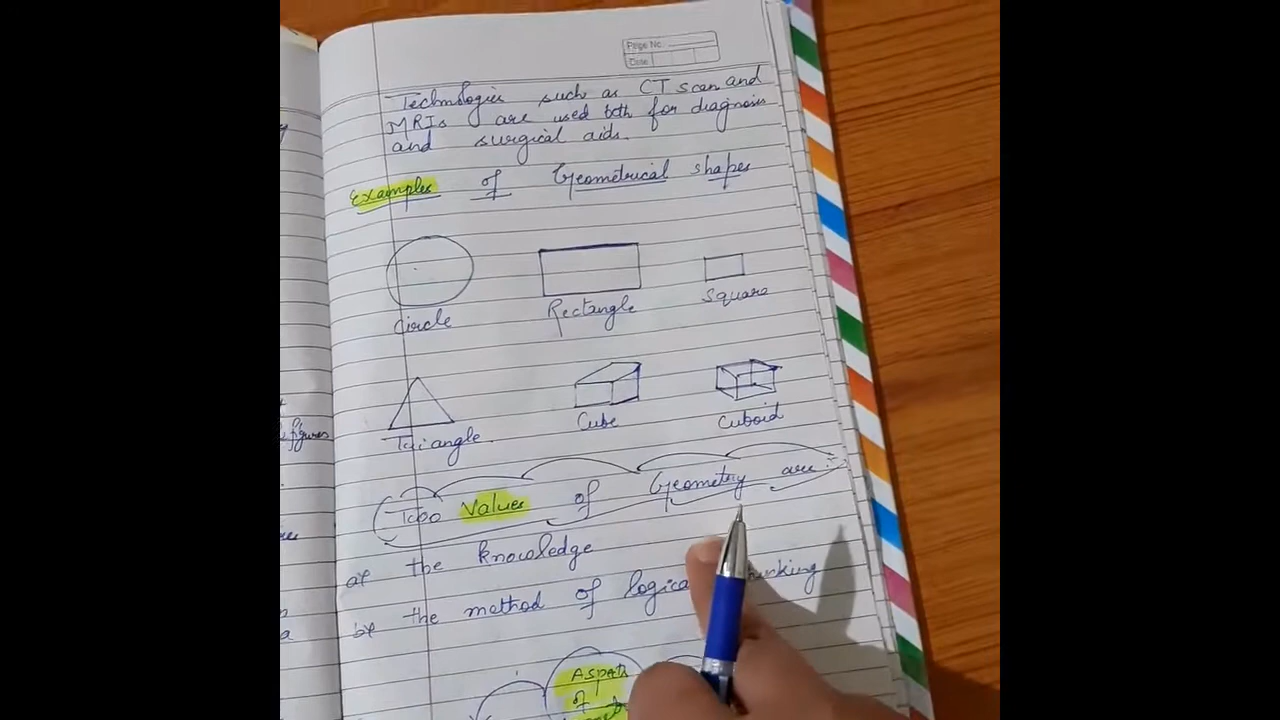 Page No.
Date
Technologies such as CT scan and
MRIs are used both for diagnosis
and surgical aids.
Examples of Geometrical shapes
Circle Rectangle Square
Triangle Cube Cuboid
figures
Two Values of Geometry are :-
a) the knowledge
b) the method of logical thinking
of